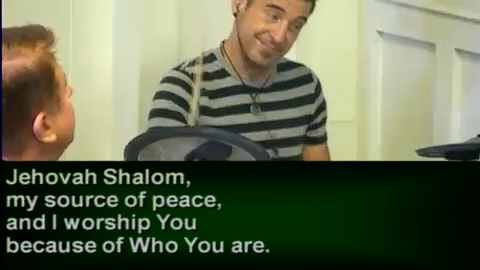 Jehovah Shalom,
my source of peace,
and I worship You
because of Who You are.